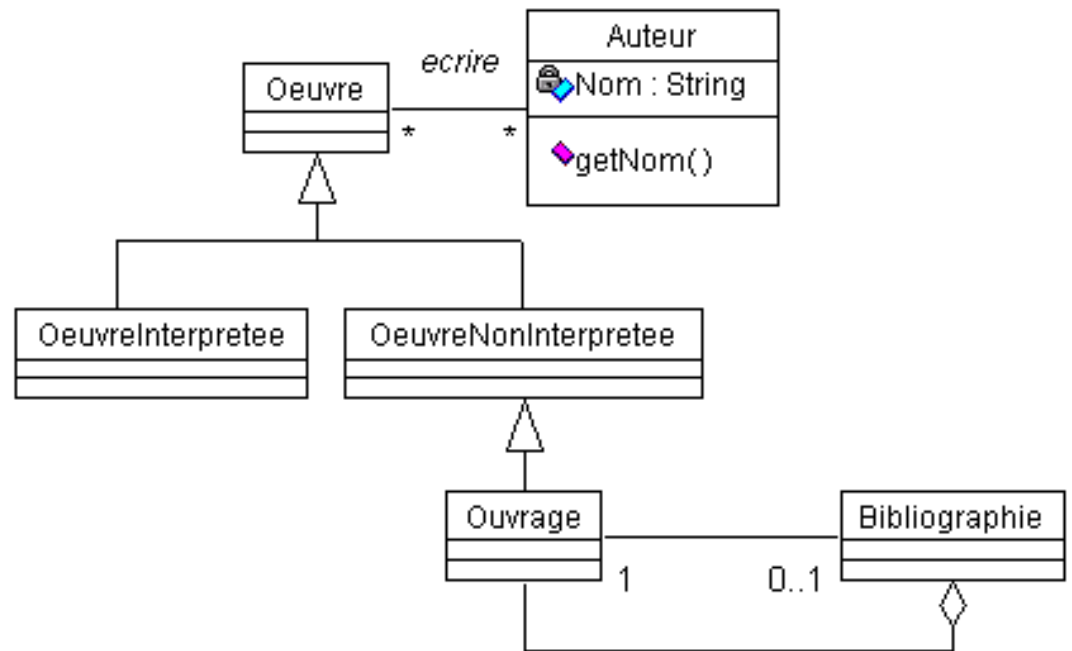 Auteur
ecrire
Nom : String
Oeuvre
* *
getNom()
OeuvreInterpretee
OeuvreNonInterpretee
Ouvrage
Bibliographie
1
0..1